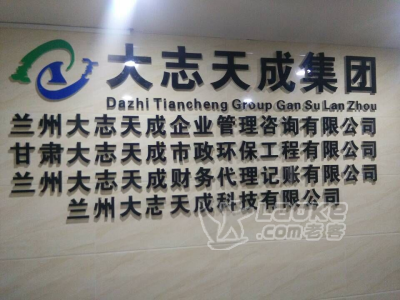 大志天成集团
Dazhi Tiancheng Group Gan Su Lan Zhou
兰州大志天成企业管理咨询有限公司
甘肃大志天成市政环保工程有限公司
兰州大志天成财务代理记账有限公司
兰州大志天成科技有限公司
Laoke
.com老客